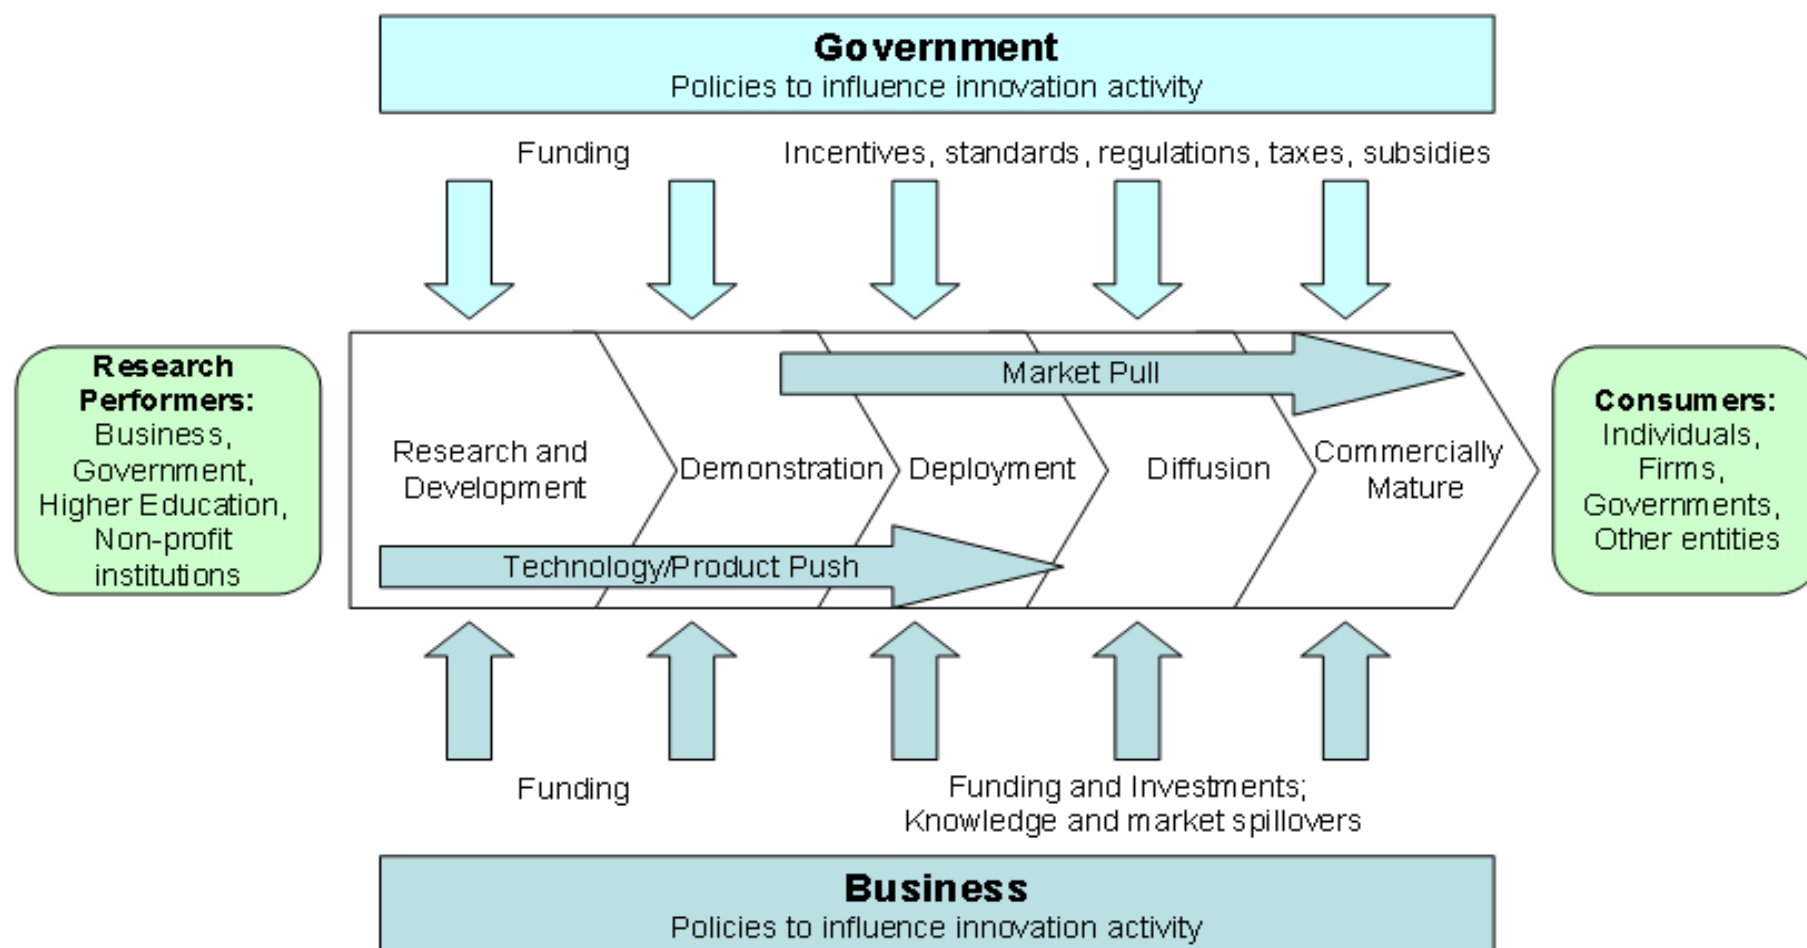 Government
Policies to influence innovation activity
Funding
Incentives, standards, regulations, taxes, subsidies
Research
Performers:
Business,
Government,
Higher Education,
Non-profit
institutions
Market Pull
Research and
Development
Demonstration
Deployment
Diffusion
Commercially
Mature
Technology/Product Push
Consumers:
Individuals,
Firms,
Governments,
Other entities
Funding
Funding and Investments;
Knowledge and market spillovers
Business
Policies to influence innovation activity